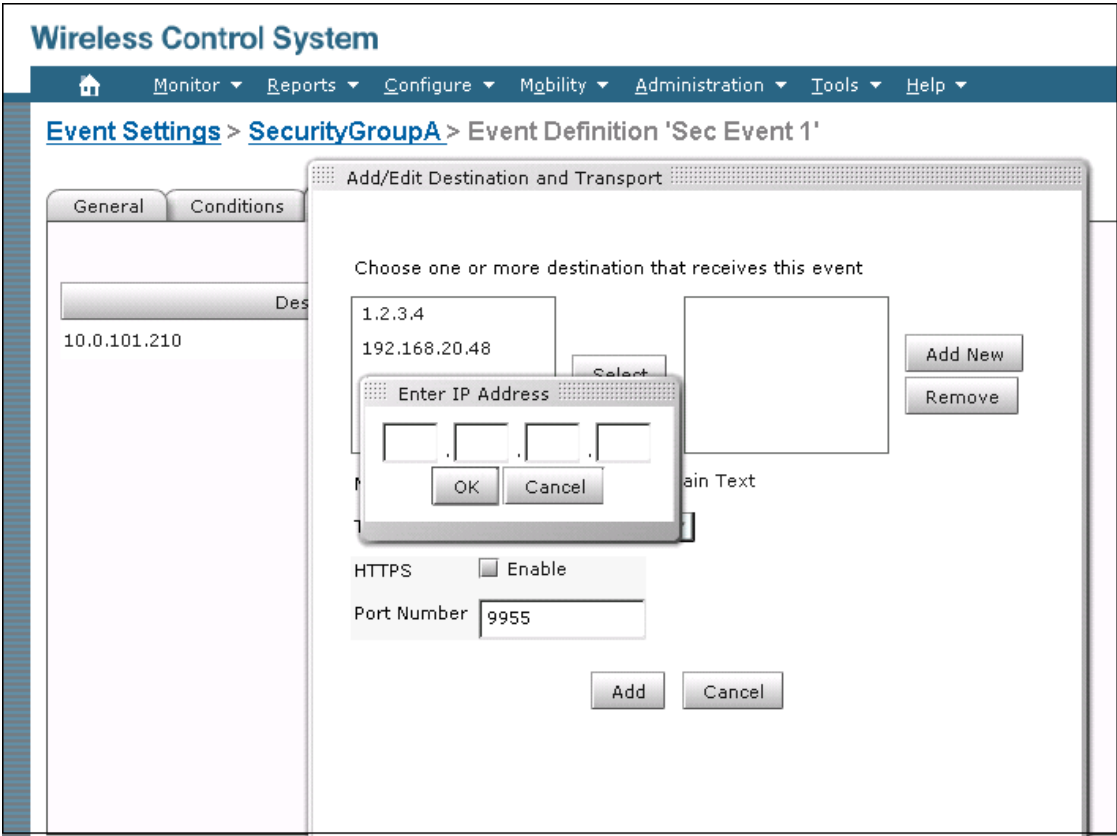 Wireless Control System
Monitor Reports Configure Mobility Administration Tools Help
Event Settings > SecurityGroupA > Event Definition 'Sec Event 1'
Add/Edit Destination and Transport
General Conditions
Choose one or more destination that receives this event
Des
1.2.3.4
10.0.101.210
192.168.20.48
Add New
Select
Remove
Enter IP Address
. . .
OK Cancel
ain Text
HTTPS Enable
Port Number 9955
Add Cancel